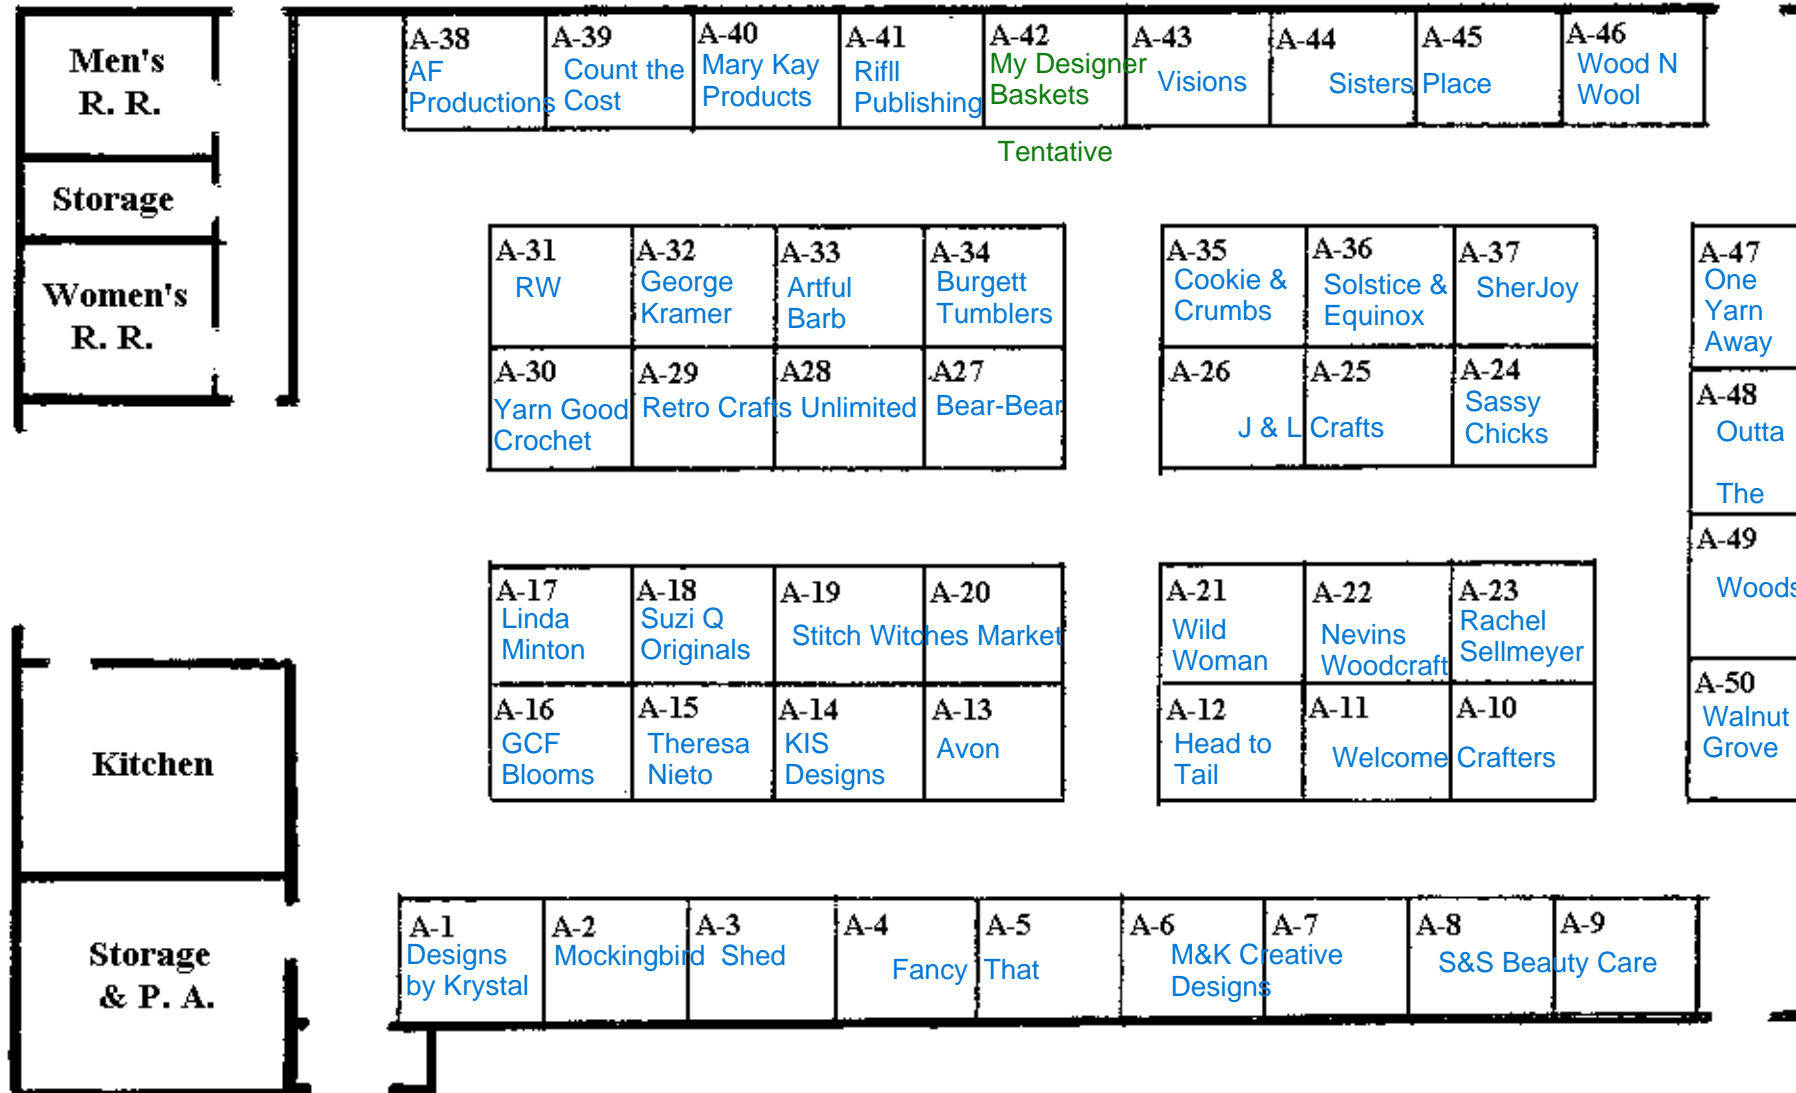 Men's
R. R.
Storage
Women's
R. R.
Kitchen
Storage
& P. A.
A-38
AF
Productions
A-39
Count the
Cost
A-40
Mary Kay
Products
A-41
Rifll
Publishing
A-42
My Designer
Baskets
Tentative
A-43
Visions
A-44
A-45
Sisters Place
A-46
Wood N
Wool
A-31
RW
A-32
George
Kramer
A-33
Artful
Barb
A-34
Burgett
Tumblers
A-35
Cookie &
Crumbs
A-36
Solstice &
Equinox
A-37
SherJoy
A-30
Yarn Good
Crochet
A-29
A28
Retro Crafts Unlimited
A27
Bear-Bear
A-26
A-25
J & L Crafts
A-24
Sassy
Chicks
A-47
One
Yarn
Away
A-48
Outta
The
A-49
Woods
A-50
Walnut
Grove
A-17
Linda
Minton
A-18
Suzi Q
Originals
A-19
A-20
Stitch Witches Market
A-21
Wild
Woman
A-22
Nevins
Woodcraft
A-23
Rachel
Sellmeyer
A-16
GCF
Blooms
A-15
Theresa
Nieto
A-14
KIS
Designs
A-13
Avon
A-12
Head to
Tail
A-11
A-10
Welcome Crafters
A-1
Designs
by Krystal
A-2
A-3
Mockingbird Shed
A-4
A-5
Fancy That
A-6
A-7
M&K Creative
Designs
A-8
A-9
S&S Beauty Care